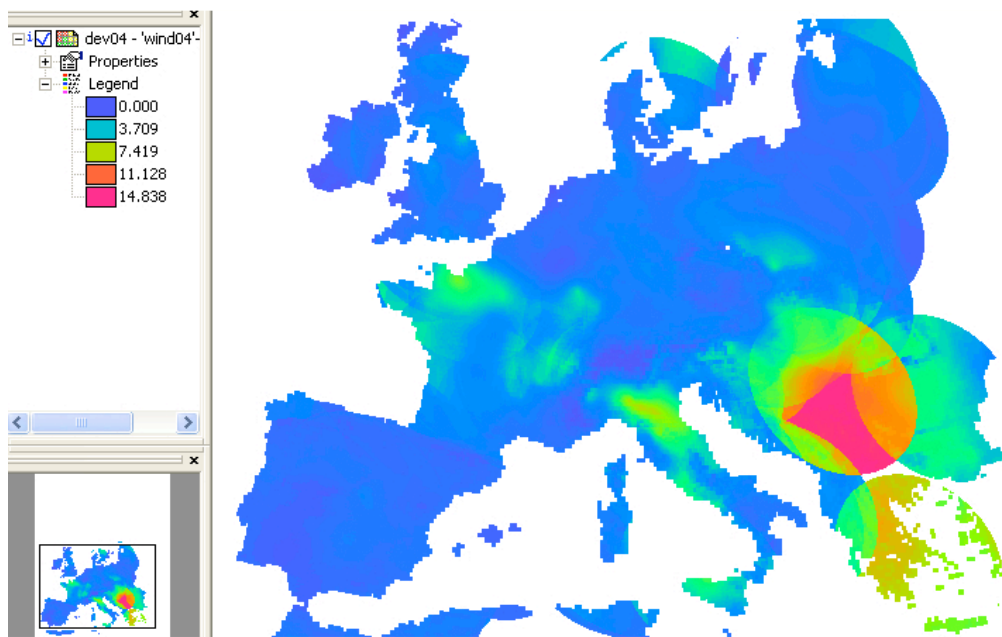 dev04 - 'wind04'-
Properties
Legend
0.000
3.709
7.419
11.128
14.838